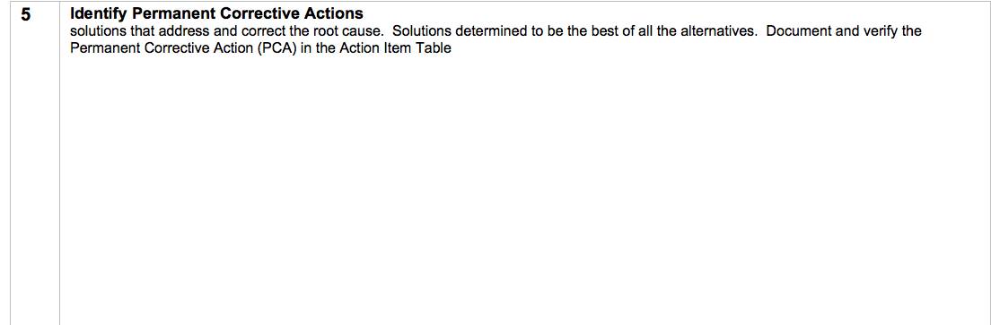 5
Identify Permanent Corrective Actions
solutions that address and correct the root cause.  Solutions determined to be the best of all the alternatives.  Document and verify the
Permanent Corrective Action (PCA) in the Action Item Table